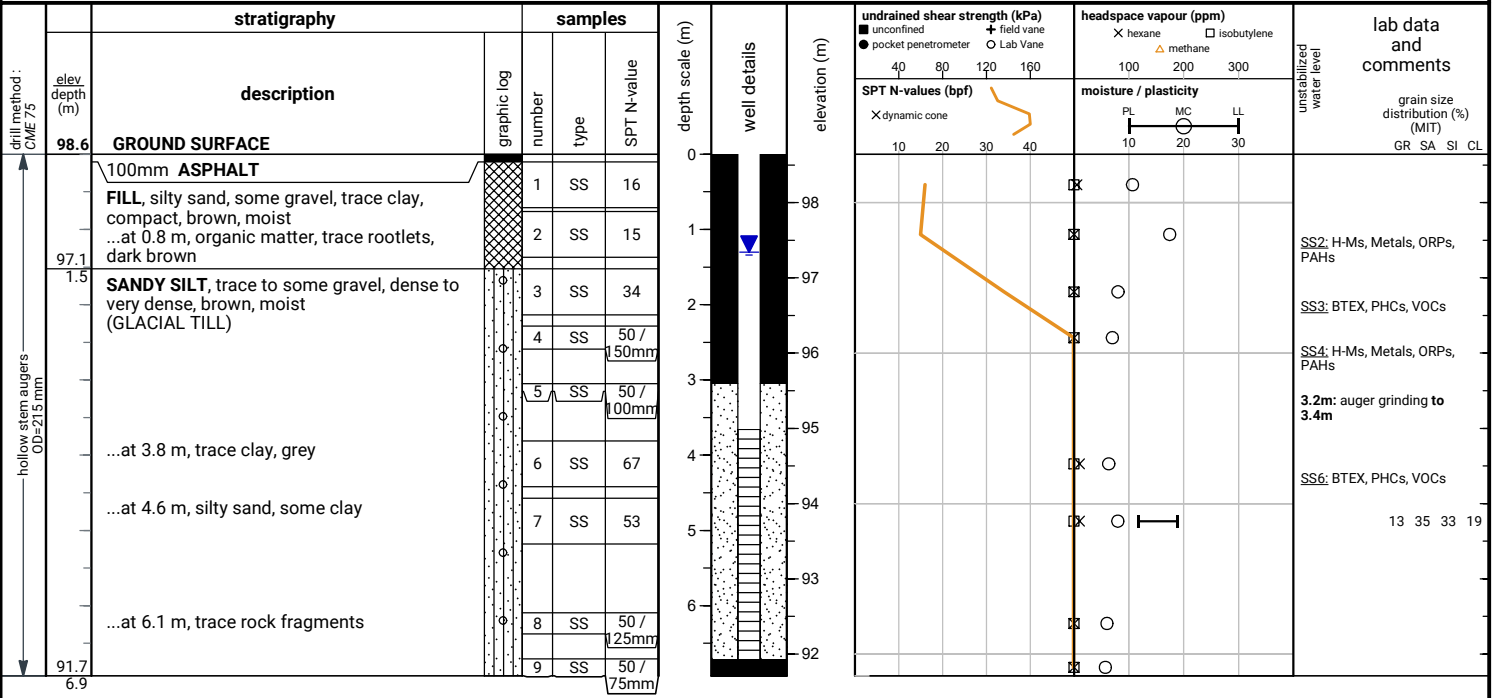 stratigraphy
samples
drill method :
CME 75
elev
depth
(m)
description
graphic log
number
type
SPT N-value
depth scale (m)
well details
elevation (m)
undrained shear strength (kPa)
unconfined
field vane
pocket penetrometer
Lab Vane
40 80 120 160
SPT N-values (bpf)
dynamic cone
10 20 30 40
headspace vapour (ppm)
hexane
isobutylene
methane
100 200 300
moisture / plasticity
PL MC LL
10 20 30
unstabilized
water level
lab data
and
comments
grain size
distribution (%)
(MIT)
GR SA SI CL
98.6 GROUND SURFACE
100mm ASPHALT
FILL, silty sand, some gravel, trace clay,
compact, brown, moist
...at 0.8 m, organic matter, trace rootlets,
dark brown
97.1
1.5
SANDY SILT, trace to some gravel, dense to
very dense, brown, moist
(GLACIAL TILL)
...at 3.8 m, trace clay, grey
...at 4.6 m, silty sand, some clay
...at 6.1 m, trace rock fragments
91.7
6.9
hollow stem augers
OD=215 mm
1 SS 16
2 SS 15
3 SS 34
4 SS 50 /
150mm
5 SS 50 /
100mm
6 SS 67
7 SS 53
8 SS 50 /
125mm
9 SS 50 /
75mm
0
1
2
3
4
5
6
98
97
96
95
94
93
92
SS2: H-Ms, Metals, ORPs,
PAHs
SS3: BTEX, PHCs, VOCs
SS4: H-Ms, Metals, ORPs,
PAHs
3.2m: auger grinding to
3.4m
SS6: BTEX, PHCs, VOCs
13 35 33 19